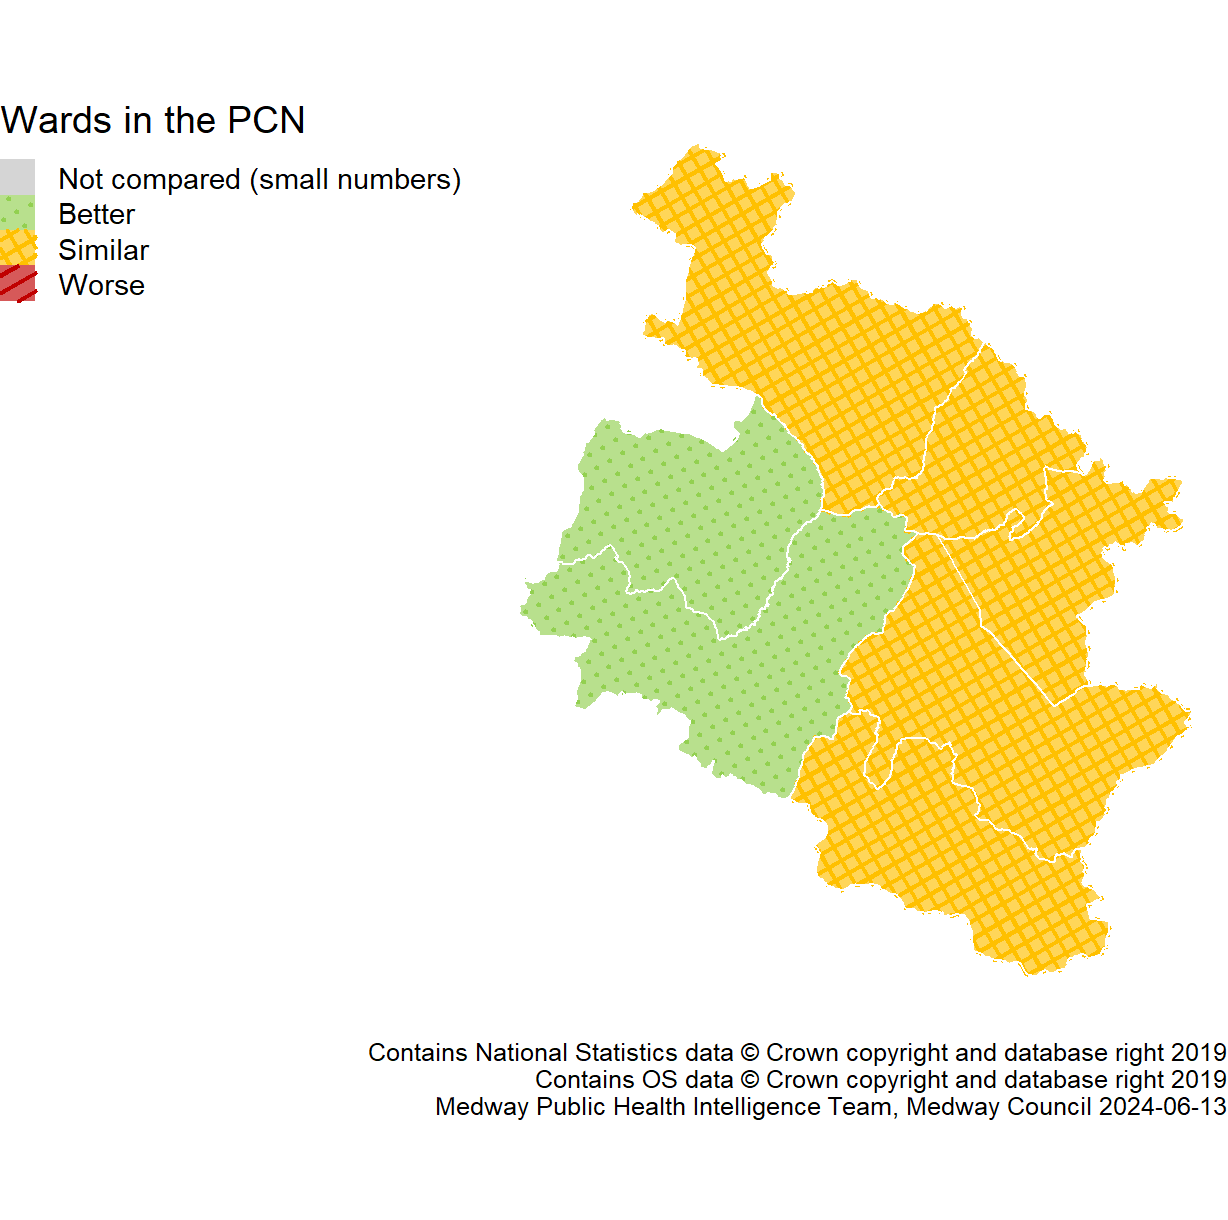 Wards in the PCN
Not compared (small numbers)
Better
Similar
Worse
Contains National Statistics data © Crown copyright and database right 2019
Contains OS data © Crown copyright and database right 2019
Medway Public Health Intelligence Team, Medway Council 2024-06-13